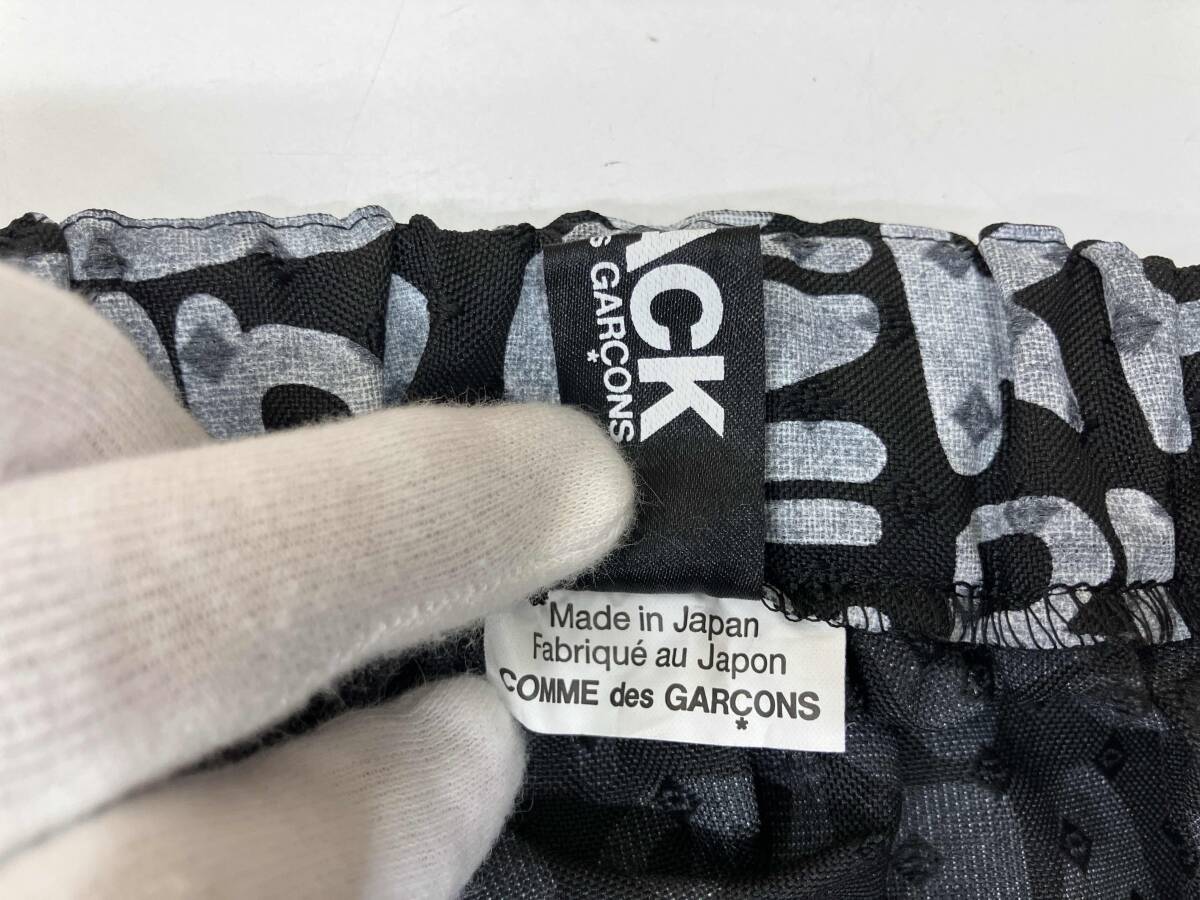 ACK
s GARÇONS
Made in Japan
Fabriqué au Japon
COMME des GARÇONS